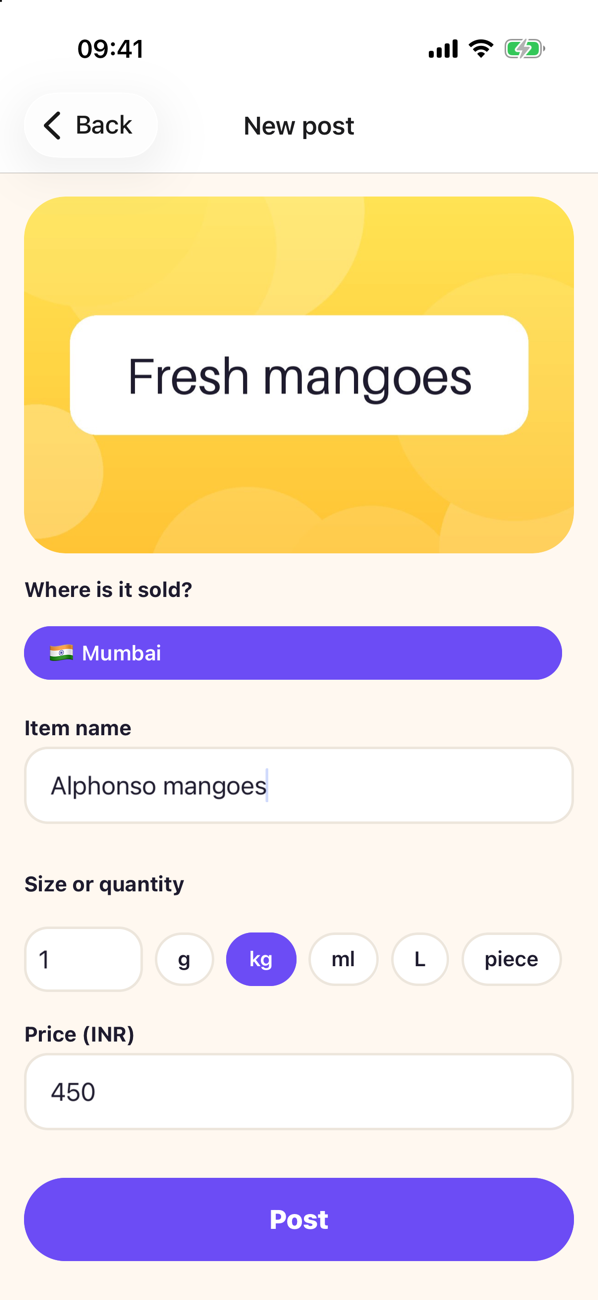 09:41
Back
New post
Fresh mangoes
Where is it sold?
🇮🇳 Mumbai
Item name
Alphonso mangoes
Size or quantity
1 g kg ml L piece
Price (INR)
450
Post